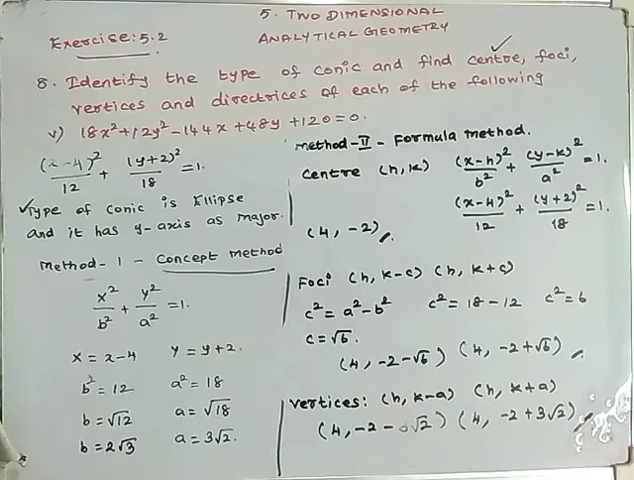 5. TWO DIMENSIONAL
ANALYTICAL GEOMETRY
Exercise: 5.2
8. Identify the type of conic and find centre, foci,
vertices and directrices of each of the following
v) 18x²+12y²-144x+48y+120=0.
(x-4)²/12 + (y+2)²/18 = 1.
Type of conic is Ellipse
and it has y-axis as major.
Method-1 - Concept method
x²/b² + y²/a² = 1.
x = x-4 y = y+2.
b² = 12 a² = 18
b = √12 a = √18
b = 2√3 a = 3√2.
Method-II - Formula method.
Centre (h, k) (x-h)²/b² + (y-k)²/a² = 1.
(x-4)²/12 + (y+2)²/18 = 1.
(4, -2)
Foci (h, k-c) (h, k+c)
c² = a²-b² c² = 18-12 c² = 6
c = √6.
(4, -2-√6) (4, -2+√6)
Vertices: (h, k-a) (h, k+a)
(4, -2- √2) (4, -2+3√2)